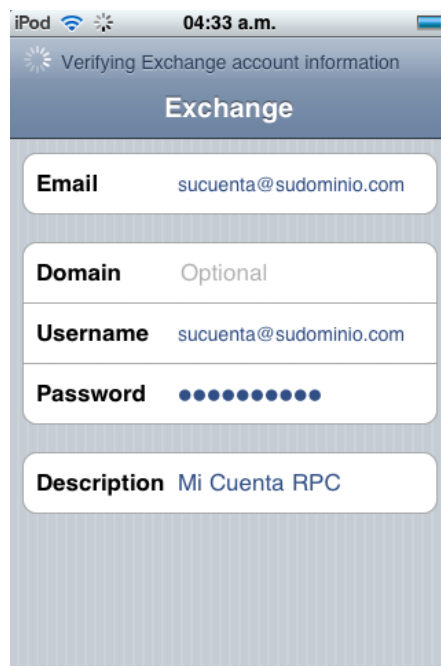 iPod 04:33 a.m.
Verifying Exchange account information
Exchange
Email sucuenta@sudominio.com
Domain Optional
Username sucuenta@sudominio.com
Password ●●●●●●●●●●
Description Mi Cuenta RPC